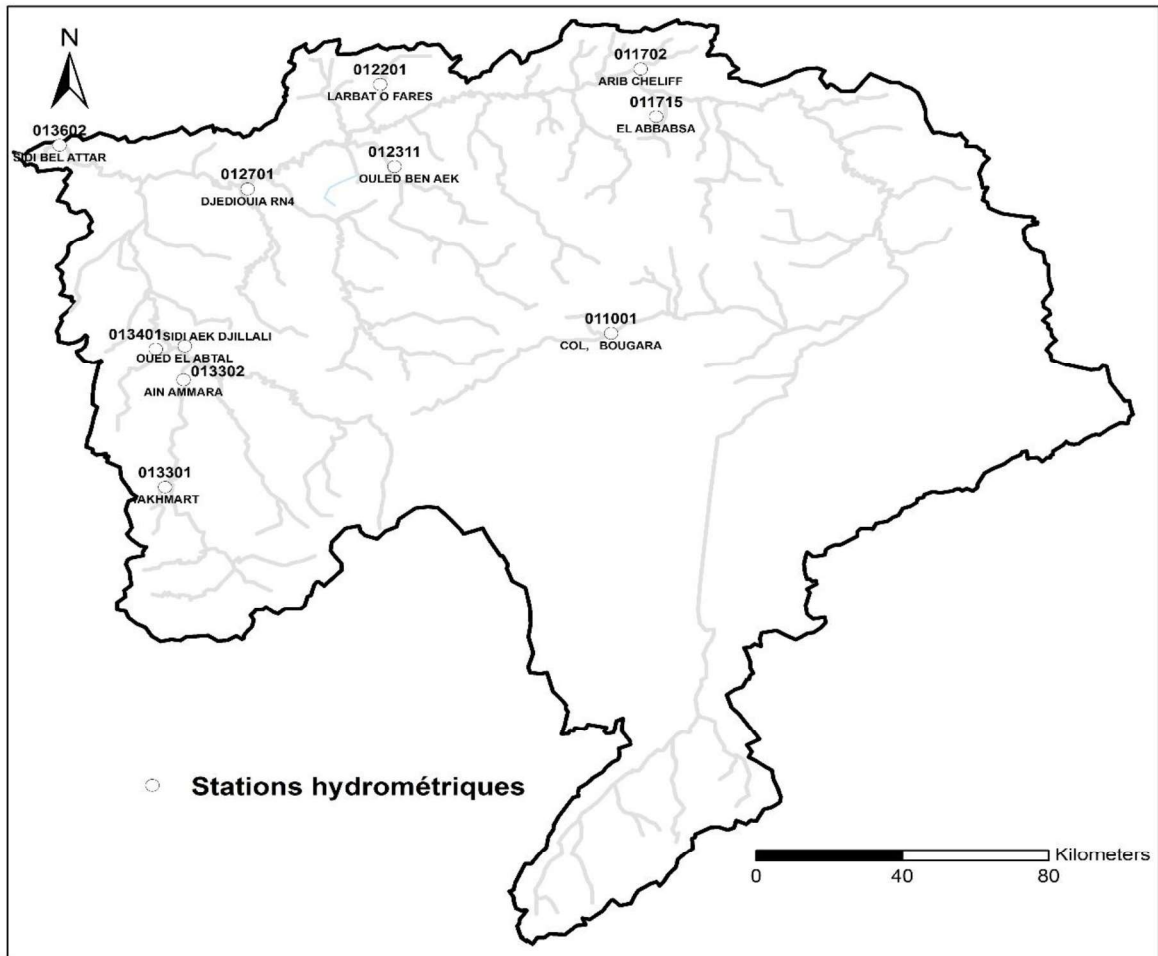 N
011702
ARIB CHELIFF
012201
LARBAT O FARES
011715
EL ABBABSA
013602
SIDI BEL ATTAR
012311
OULED BEN AEK
012701
DJEDIOUIA RN4
013401 SIDI AEK DJILLALI
OUED EL ABTAL
011001
COL, BOUGARA
013302
AIN AMMARA
013301
TAKHMART
Stations hydrométriques
Kilometers
0 40 80